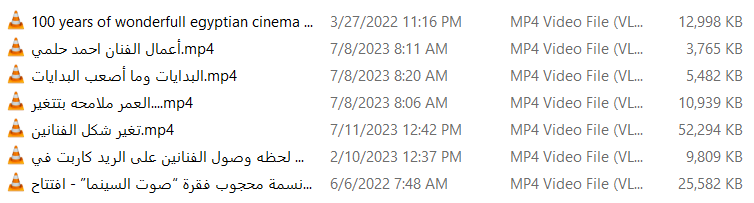 100 years of wonderfull egyptian cinema ... 3/27/2022 11:16 PM MP4 Video File (VL... 12,998 KB
أعمال الفنان احمد حلمي.mp4 7/8/2023 8:11 AM MP4 Video File (VL... 3,765 KB
البدايات وما أصعب البدايات.mp4 7/8/2023 8:20 AM MP4 Video File (VL... 5,482 KB
العمر ملامحه بتتغير....mp4 7/8/2023 8:06 AM MP4 Video File (VL... 10,939 KB
تغير شكل الفنانين.mp4 7/11/2023 12:42 PM MP4 Video File (VL... 52,294 KB
لحظه وصول الفنانين على الريد كاربت في ... 2/10/2023 12:37 PM MP4 Video File (VL... 9,809 KB
نسمة محجوب فقرة “صوت السينما” - افتتاح... 6/6/2022 7:48 AM MP4 Video File (VL... 25,582 KB